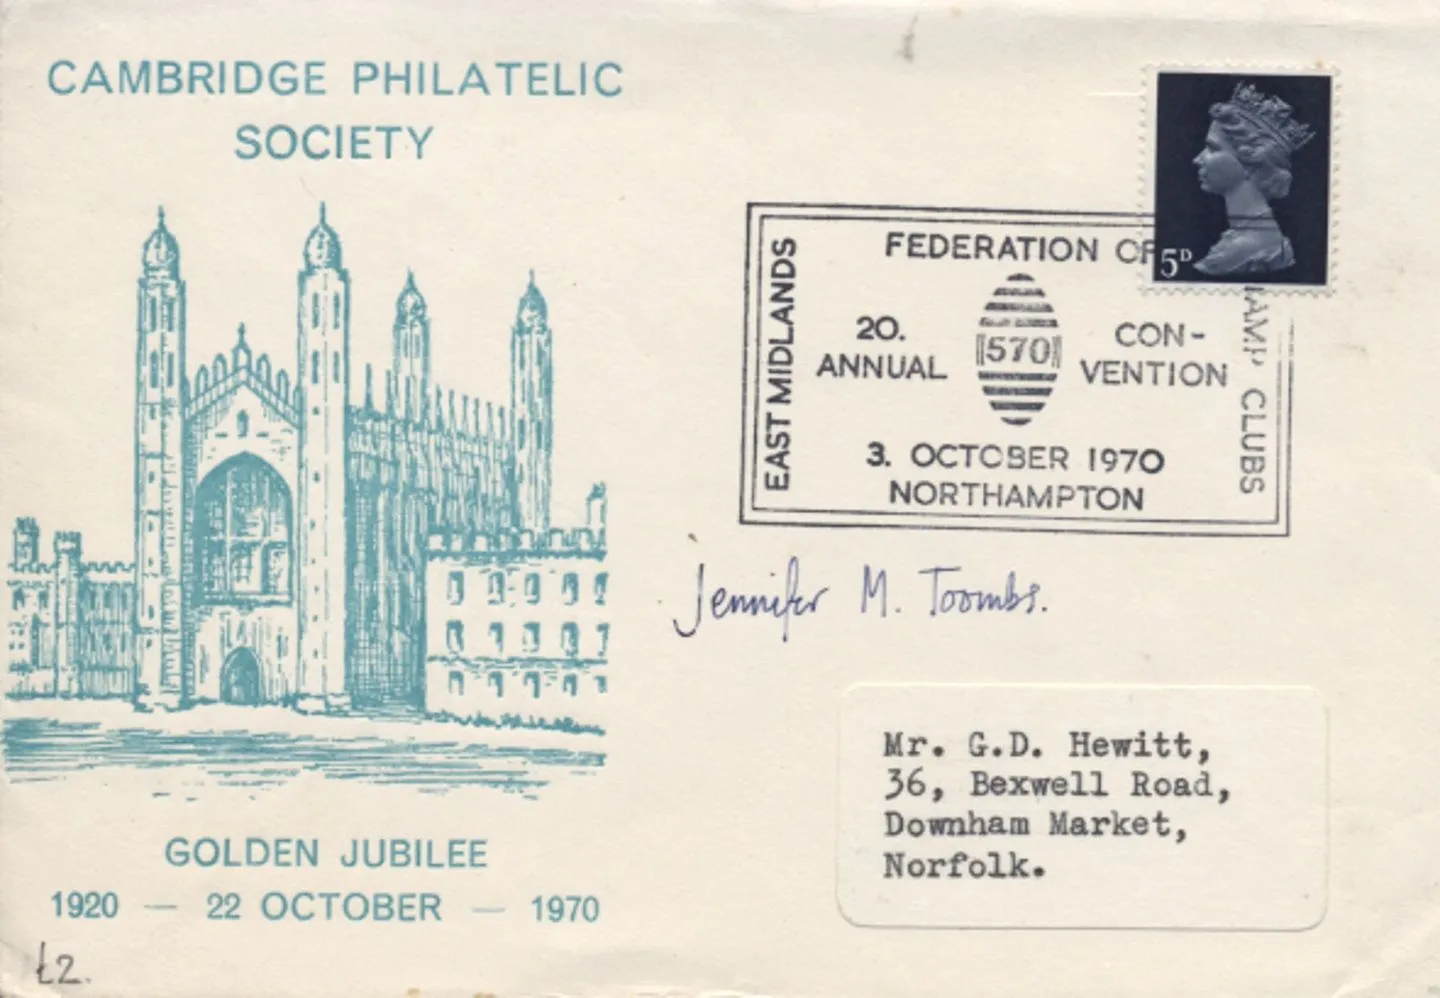 CAMBRIDGE PHILATELIC
SOCIETY
GOLDEN JUBILEE
1920 — 22 OCTOBER — 1970
£2.
5D
EAST MIDLANDS
FEDERATION OF
20.
ANNUAL
570
CON-
VENTION
3. OCTOBER 1970
NORTHAMPTON
CLUBS
Jennifer M. Toombs.
Mr. G.D. Hewitt,
36, Bexwell Road,
Downham Market,
Norfolk.